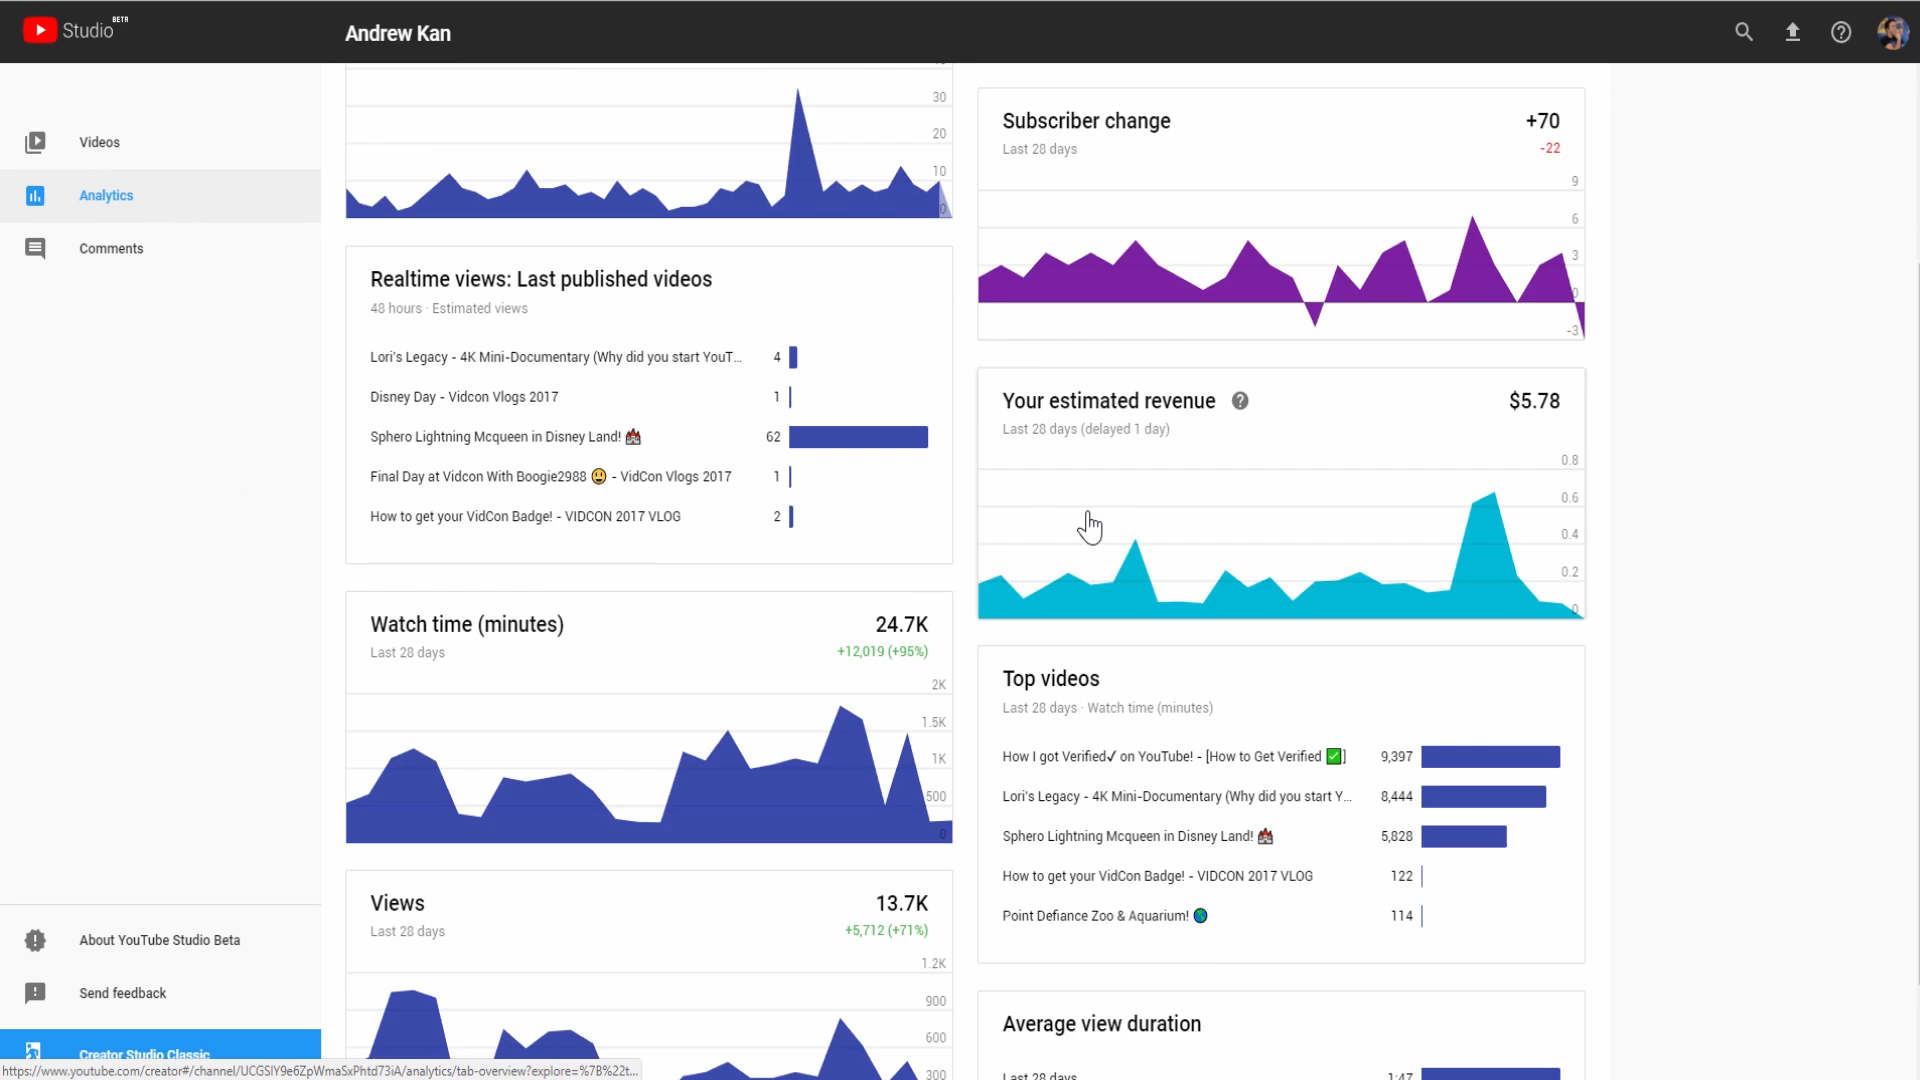 Studio BETA
Andrew Kan
Videos
Analytics
Comments
About YouTube Studio Beta
Send feedback
Creator Studio Classic
30
20
10
0
Realtime views: Last published videos
48 hours · Estimated views
Lori's Legacy - 4K Mini-Documentary (Why did you start YouT... 4
Disney Day - Vidcon Vlogs 2017 1
Sphero Lightning Mcqueen in Disney Land! 🏰 62
Final Day at Vidcon With Boogie2988 😃 - VidCon Vlogs 2017 1
How to get your VidCon Badge! - VIDCON 2017 VLOG 2
Watch time (minutes) 24.7K
Last 28 days +12,019 (+95%)
2K
1.5K
1K
500
0
Views 13.7K
Last 28 days +5,712 (+71%)
1.2K
900
600
300
Subscriber change +70
Last 28 days -22
9
6
3
0
-3
Your estimated revenue $5.78
Last 28 days (delayed 1 day)
0.8
0.6
0.4
0.2
0
Top videos
Last 28 days · Watch time (minutes)
How I got Verified✓ on YouTube! - [How to Get Verified ✅] 9,397
Lori's Legacy - 4K Mini-Documentary (Why did you start Y... 8,444
Sphero Lightning Mcqueen in Disney Land! 🏰 5,828
How to get your VidCon Badge! - VIDCON 2017 VLOG 122
Point Defiance Zoo & Aquarium! 🌎 114
Average view duration
Last 28 days 1:47
https://www.youtube.com/creator#/channel/UCGSIY9e6ZpWmaSxPhtd73iA/analytics/tab-overview?explore=%7B%22t...